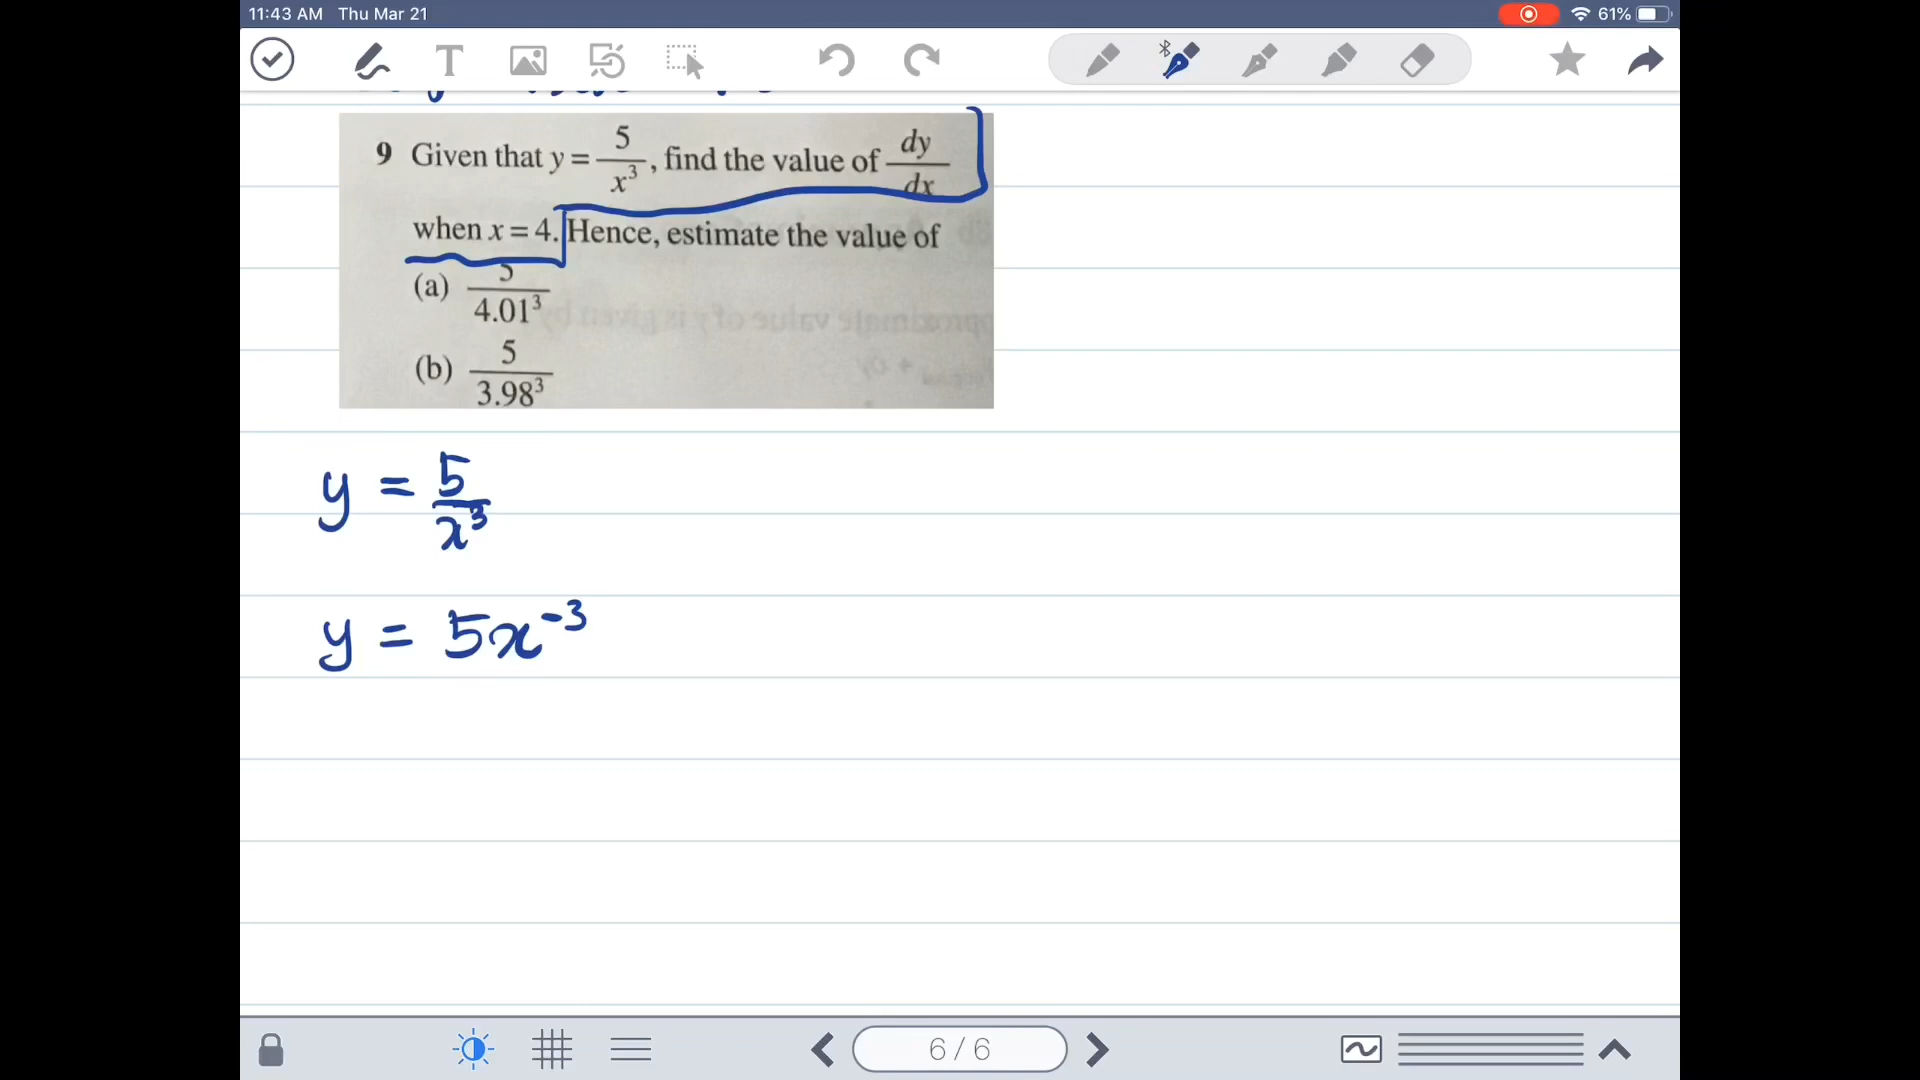 11:43 AM Thu Mar 21
61%
T
9 Given that y = 5/x³, find the value of dy/dx
when x = 4. Hence, estimate the value of
(a) 5/4.01³
(b) 5/3.98³
y = 5/x³
y = 5x⁻³
6 / 6